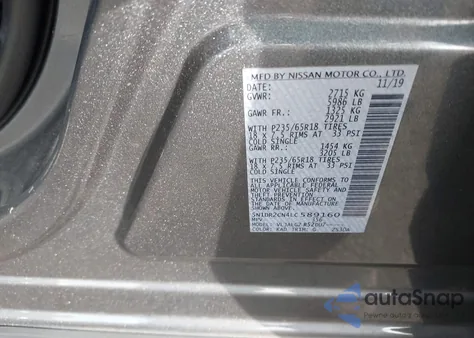 MFD BY NISSAN MOTOR CO., LTD.
DATE: 11/19
GVWR: 2715 KG
5986 LB
GAWR FR.: 1325 KG
2921 LB
WITH P235/65R18 TIRES
18 x 7.5 RIMS AT 33 PSI
COLD SINGLE
GAWR RR.: 1454 KG
3205 LB
WITH P235/65R18 TIRES
18 x 7.5 RIMS AT 33 PSI
COLD SINGLE
THIS VEHICLE CONFORMS TO
ALL APPLICABLE FEDERAL
MOTOR VEHICLE SAFETY, AND
THEFT PREVENTION
STANDARDS IN EFFECT ON
THE DATE OF MANUFACTURE
SHOWN ABOVE.
5N1DR2CN4LC589160
MPV
MODEL:
COLOR: KAD TRIM: G
autoSnap